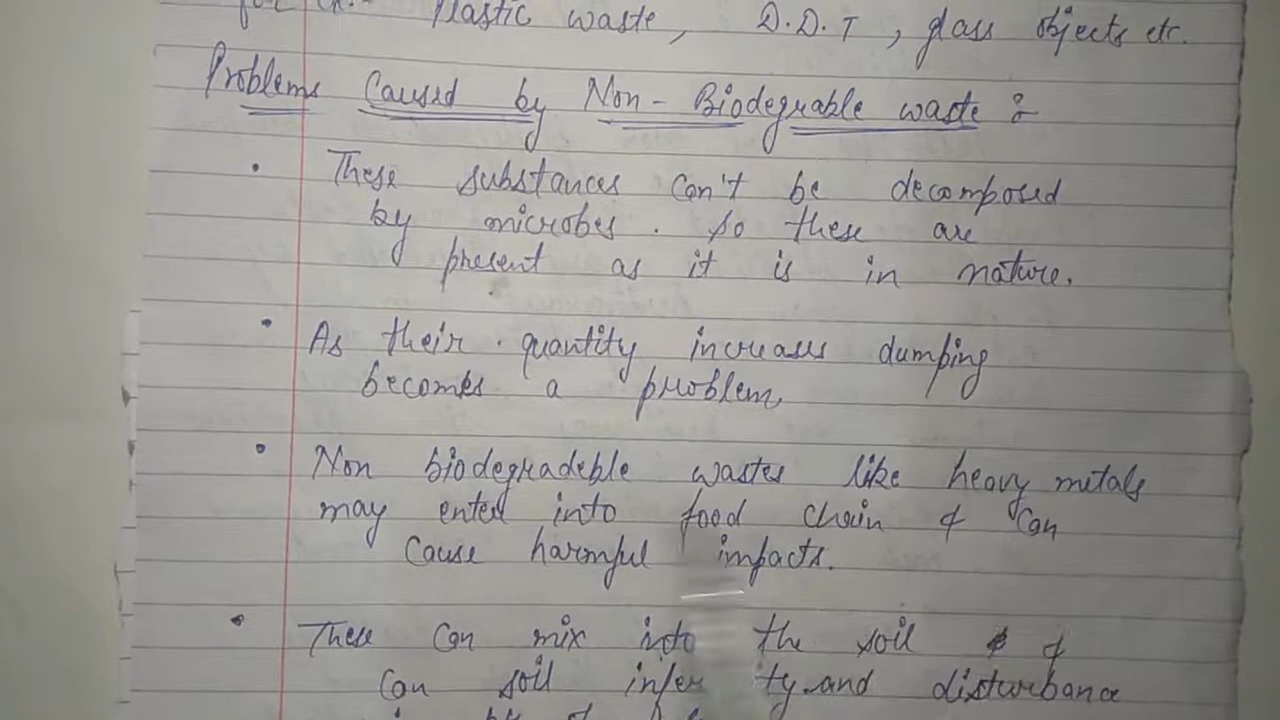 Plastic waste, D.D.T, glass objects etc.
Problems Caused by Non-Biodegrable waste :
• These substances can't be decomposed
by microbes. So these are
present as it is in nature.
• As their quantity increases dumping
becomes a problem.
• Non biodegradeble wastes like heavy metals
may enter into food chain & can
cause harmful impacts.
• These can mix into the soil &
can soil infer ty and disturbance